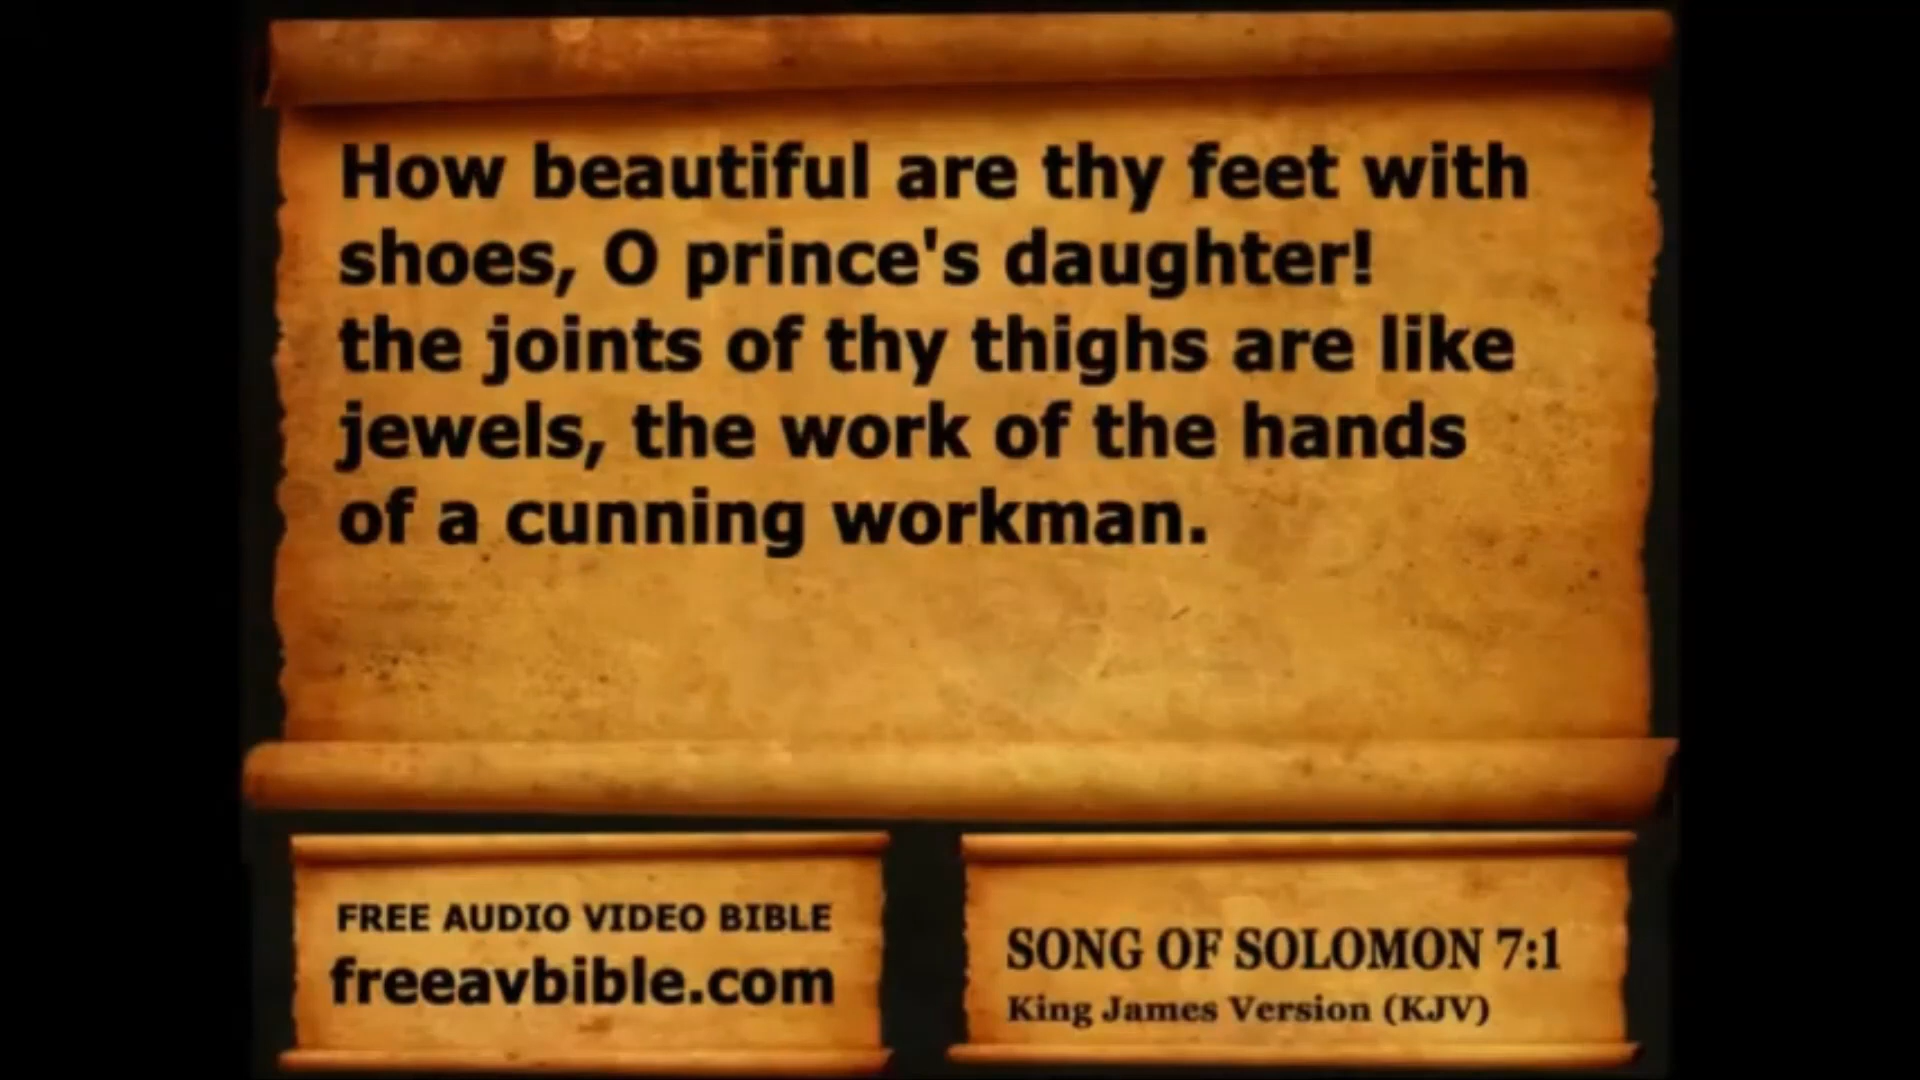 How beautiful are thy feet with
shoes, O prince's daughter!
the joints of thy thighs are like
jewels, the work of the hands
of a cunning workman.
FREE AUDIO VIDEO BIBLE
freeavbible.com
SONG OF SOLOMON 7:1
King James Version (KJV)